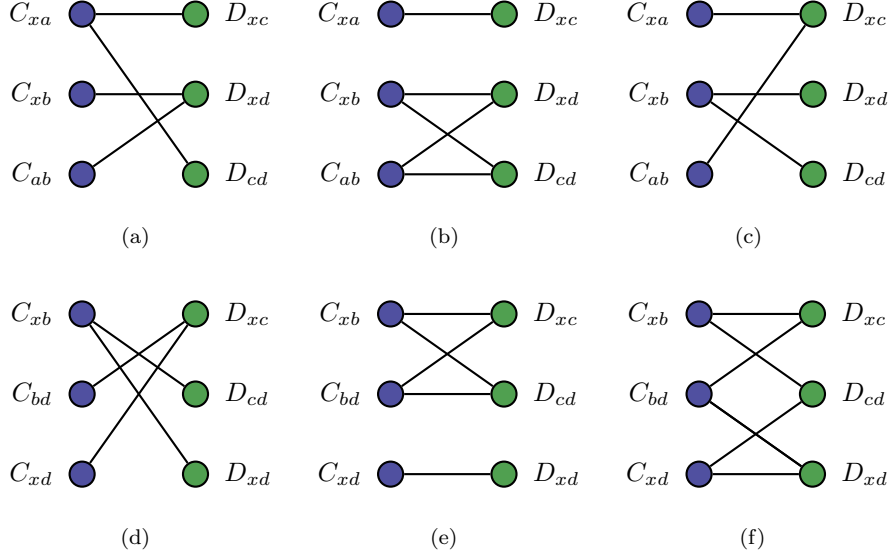 C_{xa} D_{xc} C_{xa} D_{xc} C_{xa} D_{xc}
C_{xb} D_{xd} C_{xb} D_{xd} C_{xb} D_{xd}
C_{ab} D_{cd} C_{ab} D_{cd} C_{ab} D_{cd}
(a) (b) (c)
C_{xb} D_{xc} C_{xb} D_{xc} C_{xb} D_{xc}
C_{bd} D_{cd} C_{bd} D_{cd} C_{bd} D_{cd}
C_{xd} D_{xd} C_{xd} D_{xd} C_{xd} D_{xd}
(d) (e) (f)